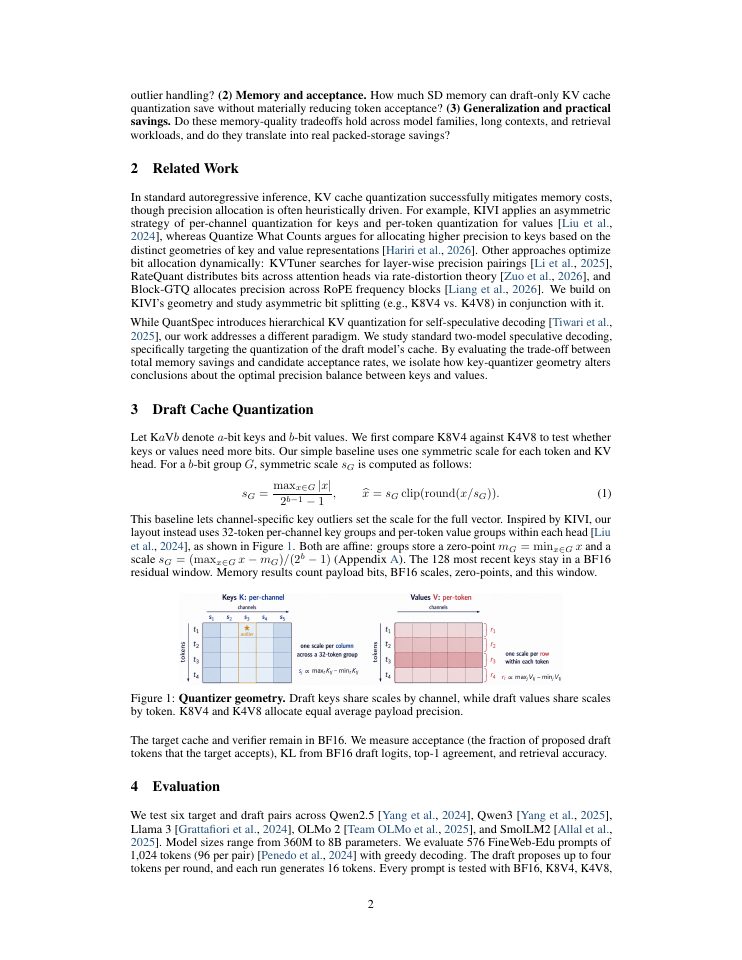 outlier handling? (2) Memory and acceptance. How much SD memory can draft-only KV cache
quantization save without materially reducing token acceptance? (3) Generalization and practical
savings. Do these memory-quality tradeoffs hold across model families, long contexts, and retrieval
workloads, and do they translate into real packed-storage savings?
2 Related Work
In standard autoregressive inference, KV cache quantization successfully mitigates memory costs,
though precision allocation is often heuristically driven. For example, KIVI applies an asymmetric
strategy of per-channel quantization for keys and per-token quantization for values [Liu et al.,
2024], whereas Quantize What Counts argues for allocating higher precision to keys based on the
distinct geometries of key and value representations [Hariri et al., 2026]. Other approaches optimize
bit allocation dynamically: KVTuner searches for layer-wise precision pairings [Li et al., 2025],
RateQuant distributes bits across attention heads via rate-distortion theory [Zuo et al., 2026], and
Block-GTQ allocates precision across RoPE frequency blocks [Liang et al., 2026]. We build on
KIVI's geometry and study asymmetric bit splitting (e.g., K8V4 vs. K4V8) in conjunction with it.
While QuantSpec introduces hierarchical KV quantization for self-speculative decoding [Tiwari et al.,
2025], our work addresses a different paradigm. We study standard two-model speculative decoding,
specifically targeting the quantization of the draft model's cache. By evaluating the trade-off between
total memory savings and candidate acceptance rates, we isolate how key-quantizer geometry alters
conclusions about the optimal precision balance between keys and values.
3 Draft Cache Quantization
Let KaVb denote a-bit keys and b-bit values. We first compare K8V4 against K4V8 to test whether
keys or values need more bits. Our simple baseline uses one symmetric scale for each token and KV
head. For a b-bit group G, symmetric scale s_G is computed as follows:
s_G = max_{x∈G} |x| / (2^{b−1} − 1), x̂ = s_G clip(round(x/s_G)). (1)
This baseline lets channel-specific key outliers set the scale for the full vector. Inspired by KIVI, our
layout instead uses 32-token per-channel key groups and per-token value groups within each head [Liu
et al., 2024], as shown in Figure 1. Both are affine: groups store a zero-point m_G = min_{x∈G} x and a
scale s_G = (max_{x∈G} x − m_G)/(2^b − 1) (Appendix A). The 128 most recent keys stay in a BF16
residual window. Memory results count payload bits, BF16 scales, zero-points, and this window.
Keys K: per-channel
channels
s₁ s₂ s₃ s₄ s₅
tokens
t₁
t₂
t₃
t₄
outlier
one scale per column
across a 32-token group
s_j ∝ max_i K_ij − min_i K_ij
Values V: per-token
channels
tokens
t₁
t₂
t₃
t₄
r₁
r₂
r₃
r₄
one scale per row
within each token
r_i ∝ max_j V_ij − min_j V_ij
Figure 1: Quantizer geometry. Draft keys share scales by channel, while draft values share scales
by token. K8V4 and K4V8 allocate equal average payload precision.
The target cache and verifier remain in BF16. We measure acceptance (the fraction of proposed draft
tokens that the target accepts), KL from BF16 draft logits, top-1 agreement, and retrieval accuracy.
4 Evaluation
We test six target and draft pairs across Qwen2.5 [Yang et al., 2024], Qwen3 [Yang et al., 2025],
Llama 3 [Grattafiori et al., 2024], OLMo 2 [Team OLMo et al., 2025], and SmolLM2 [Allal et al.,
2025]. Model sizes range from 360M to 8B parameters. We evaluate 576 FineWeb-Edu prompts of
1,024 tokens (96 per pair) [Penedo et al., 2024] with greedy decoding. The draft proposes up to four
tokens per round, and each run generates 16 tokens. Every prompt is tested with BF16, K8V4, K4V8,
2